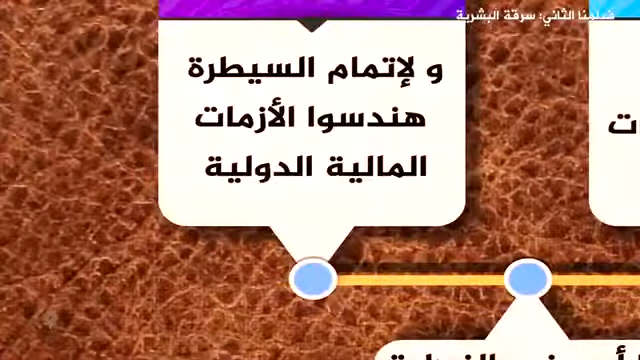 فيلمنا الثاني: سرقة البشرية
و لإتمام السيطرة
هندسوا الأزمات
المالية الدولية